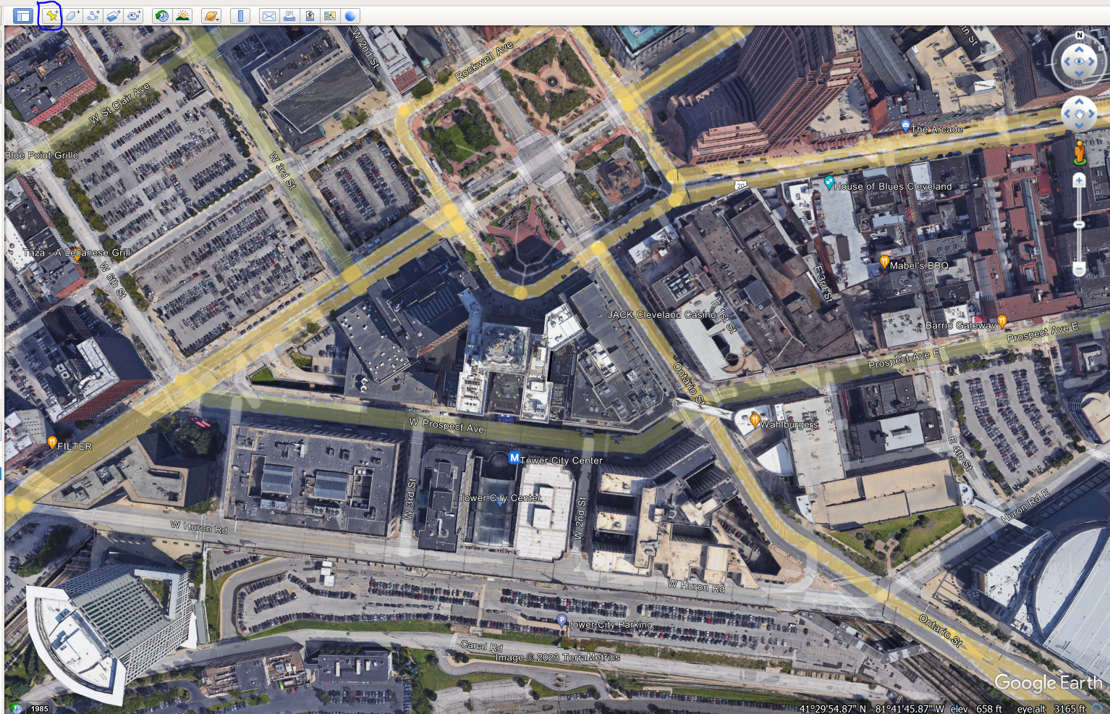 N
W St Clair Ave
W 2nd St
Rockwell Ave
Blue Point Grille
W 3rd St
The Arcade
House of Blues Cleveland
Taza - A Lebanese Grill
W 6th St
E 3rd St
Mabel's BBQ
JACK Cleveland Casino
Barrio Gateway
Prospect Ave E
Prospect Ave E
Ontario St
W Prospect Ave
Wahlburgers
FILTER
M Tower City Center
E 4th St
Tower City Center
W 3rd St
W 2nd St
Huron Rd E
W Huron Rd
W Huron Rd
P Tower City Parking
Ontario St
Canal Rd
Image © 2023 TerraMetrics
Google Earth
1985
41°29'54.87" N 81°41'45.87" W elev 658 ft eye alt 3165 ft